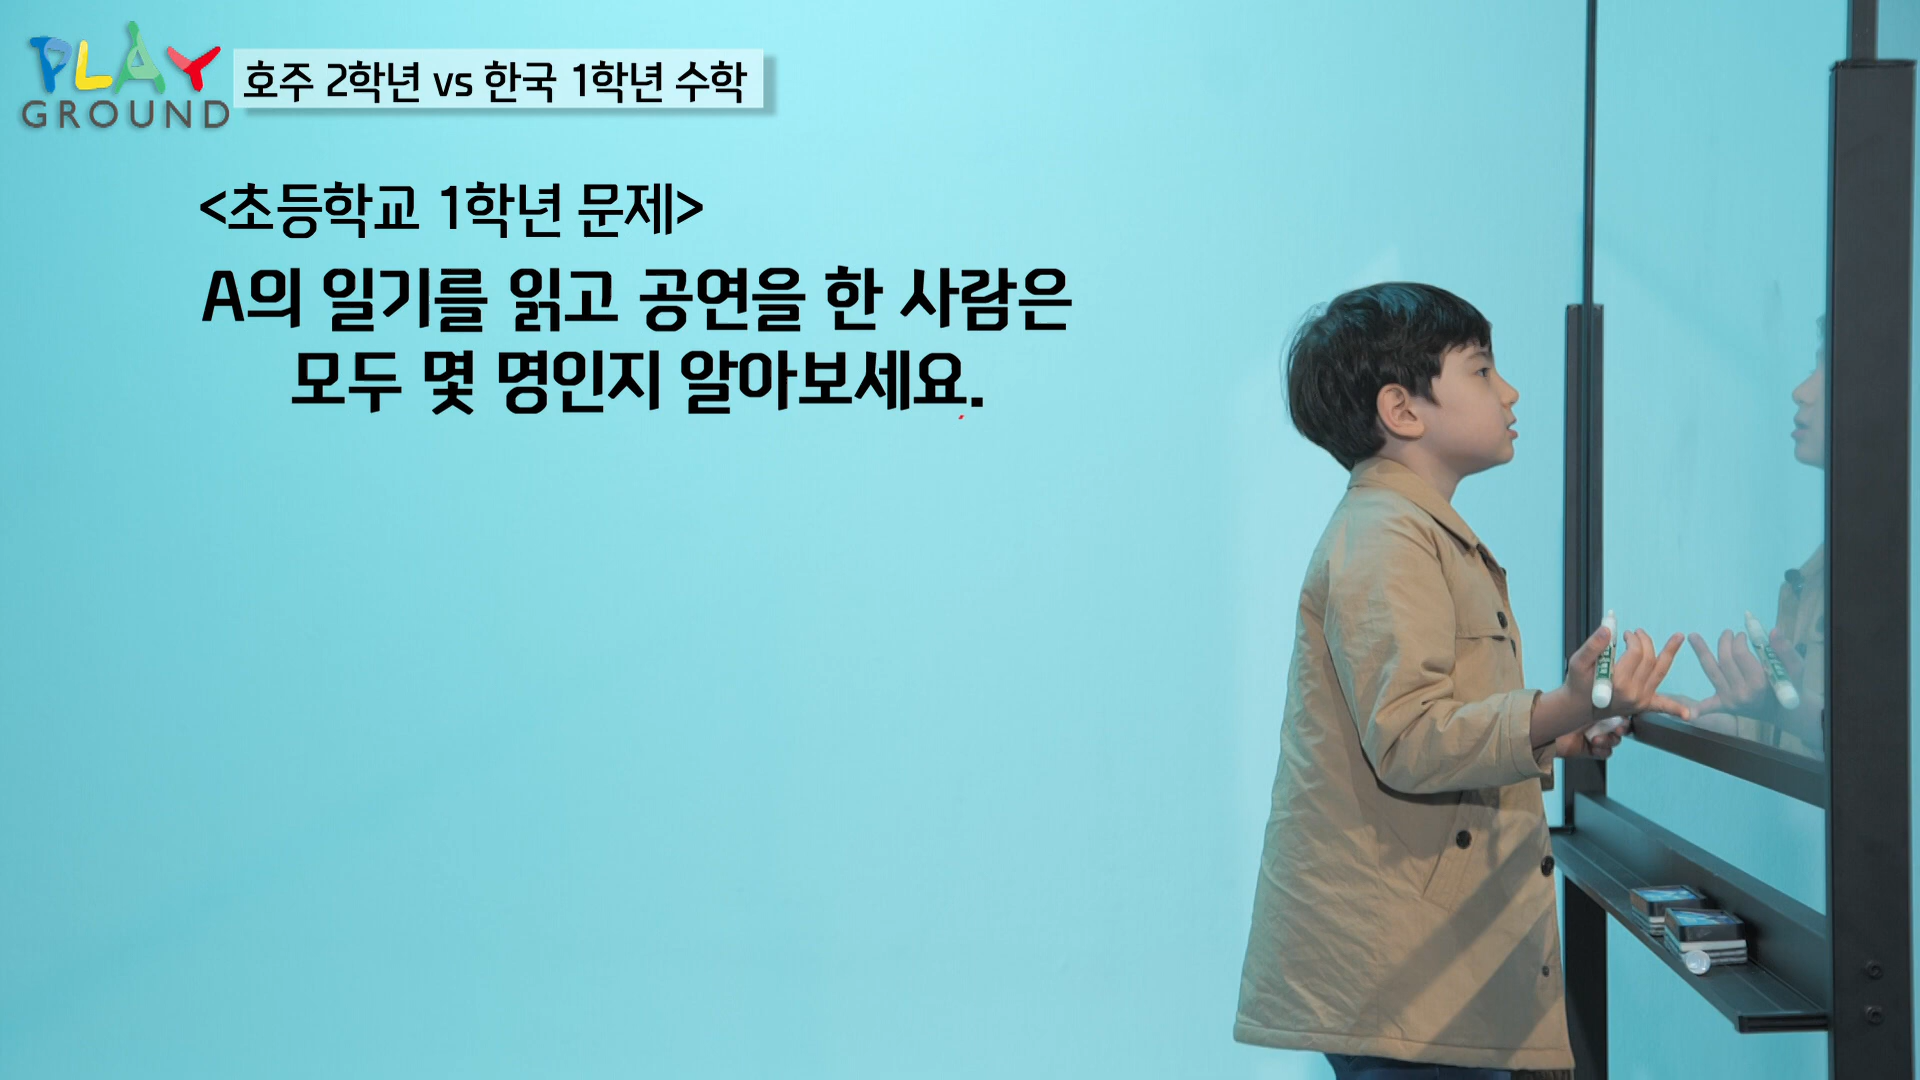 PLAY
GROUND
호주 2학년 vs 한국 1학년 수학
<초등학교 1학년 문제>
A의 일기를 읽고 공연을 한 사람은
모두 몇 명인지 알아보세요.